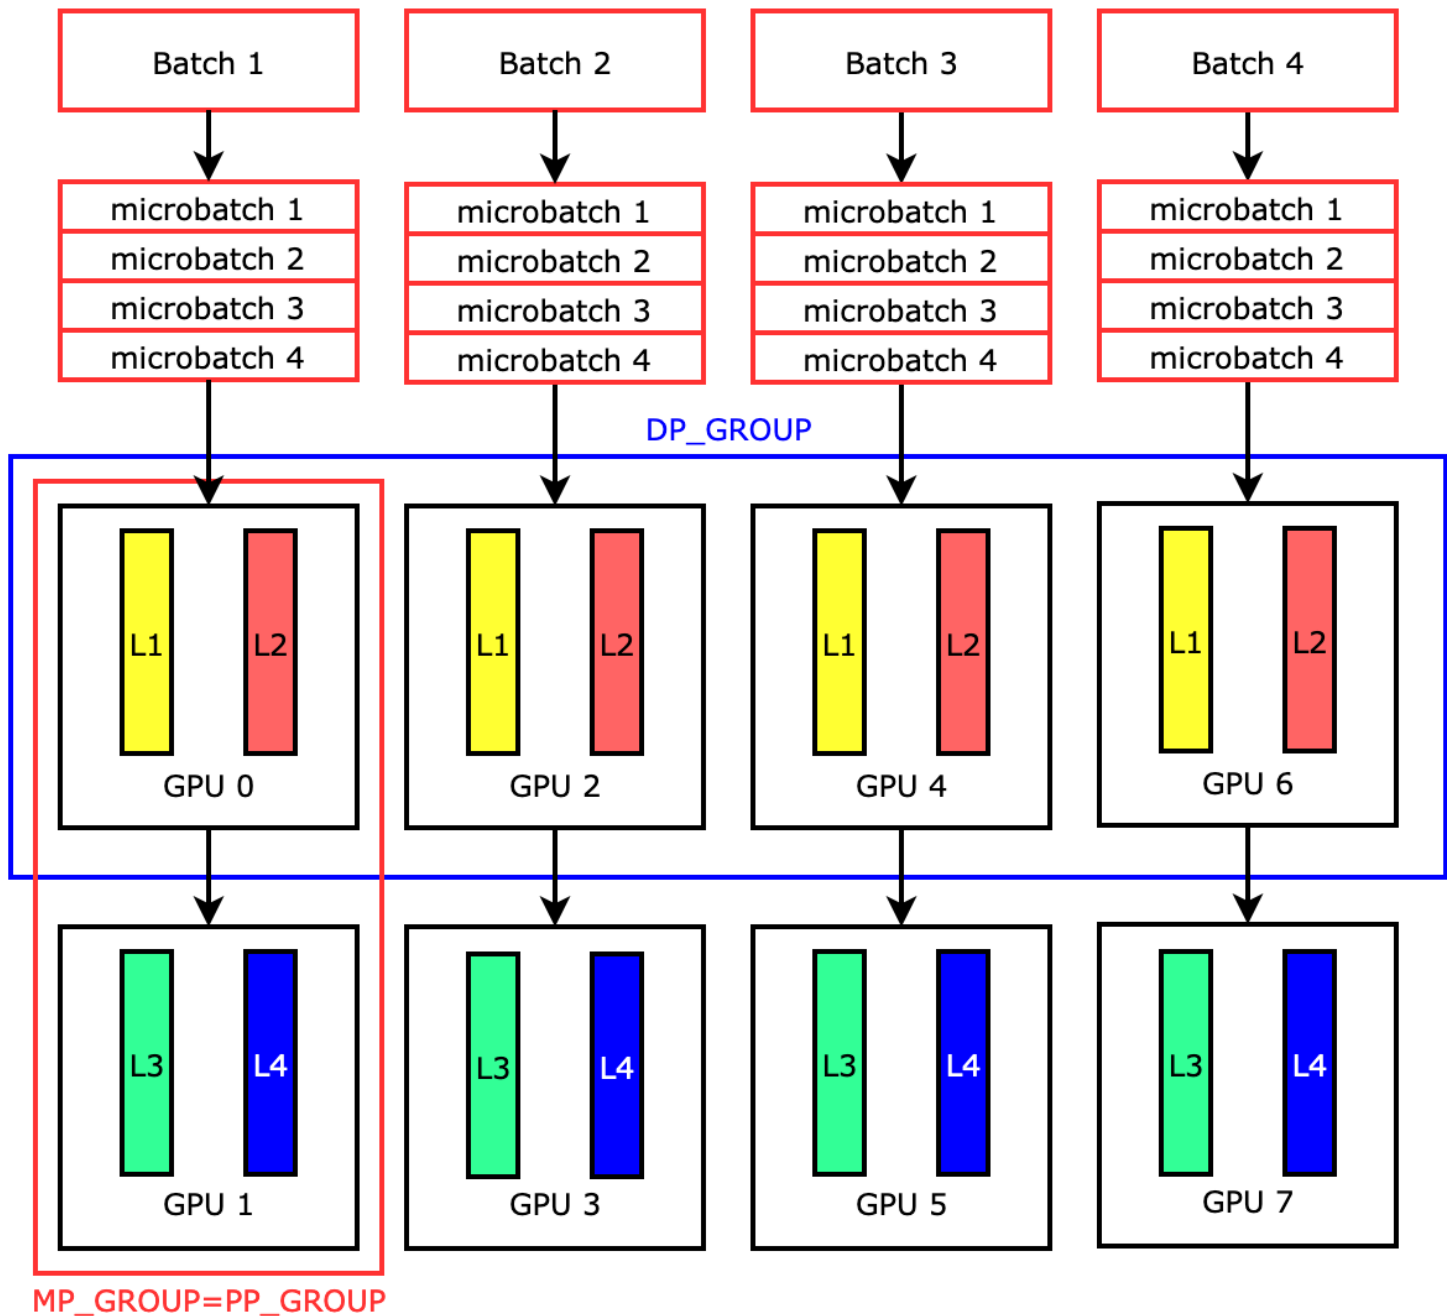 Batch 1
Batch 2
Batch 3
Batch 4
microbatch 1
microbatch 2
microbatch 3
microbatch 4
microbatch 1
microbatch 2
microbatch 3
microbatch 4
microbatch 1
microbatch 2
microbatch 3
microbatch 4
microbatch 1
microbatch 2
microbatch 3
microbatch 4
DP_GROUP
L1
L2
GPU 0
L1
L2
GPU 2
L1
L2
GPU 4
L1
L2
GPU 6
L3
L4
GPU 1
L3
L4
GPU 3
L3
L4
GPU 5
L3
L4
GPU 7
MP_GROUP=PP_GROUP